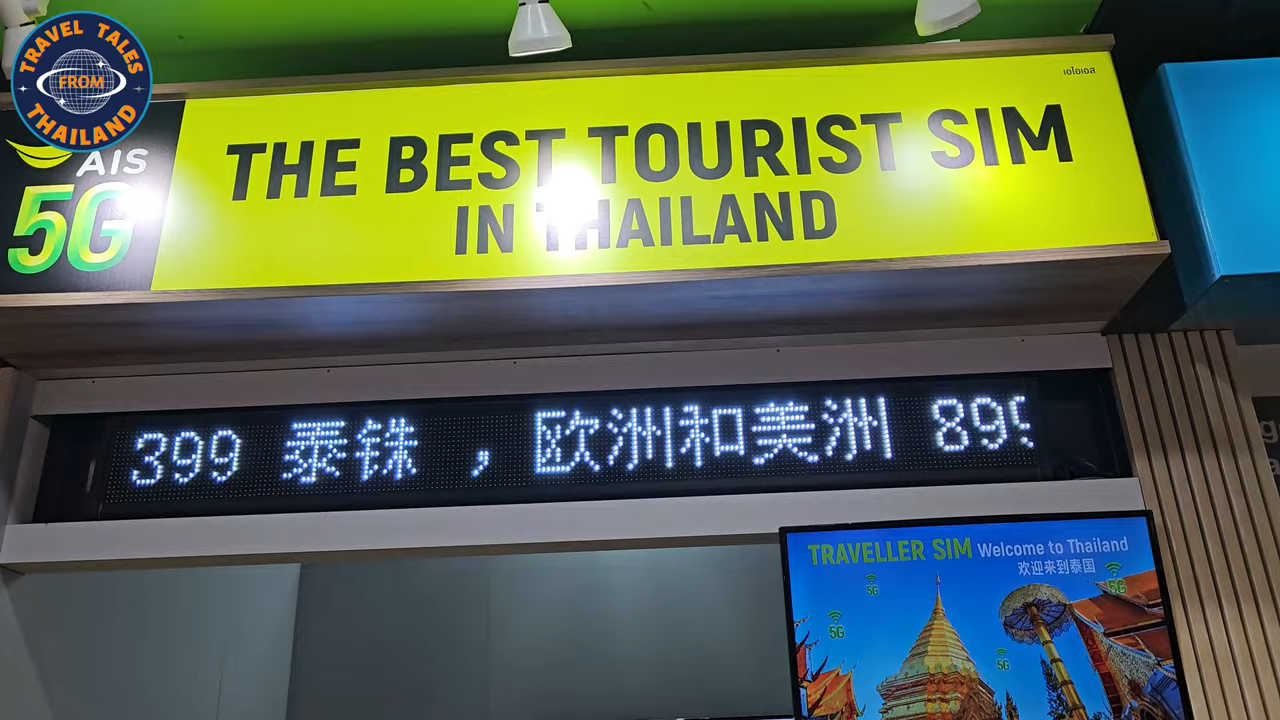 TRAVEL TALES
FROM
THAILAND
AIS
5G
เอไอเอส
THE BEST TOURIST SIM
IN THAILAND
399 泰铢 , 欧洲和美洲 899
TRAVELLER SIM Welcome to Thailand
欢迎来到泰国
5G
5G
5G
5G